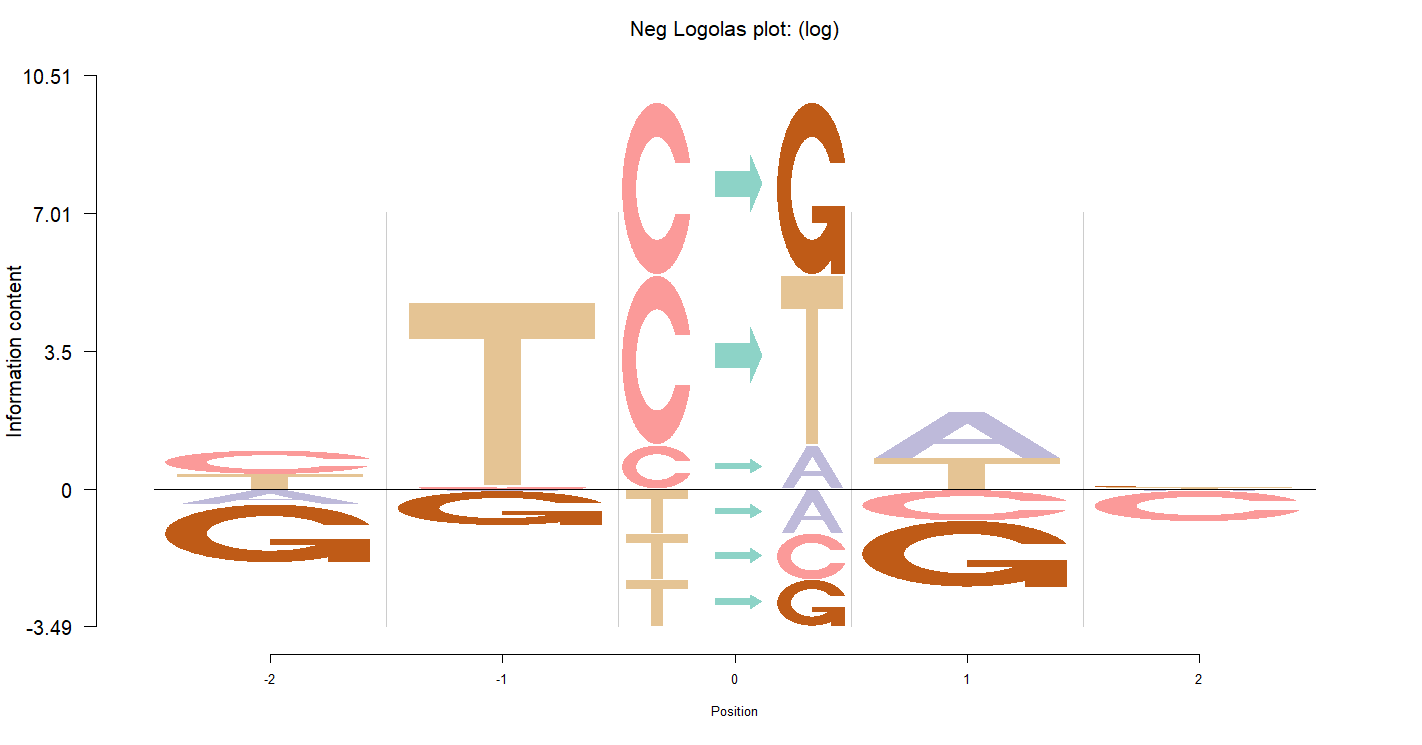 Neg Logolas plot: (log)
10.51
7.01
3.5
0
-3.49
Information content
C T A G
T C G
C G
C T
C A
T A
T C
T G
A T C G
C
-2 -1 0 1 2
Position